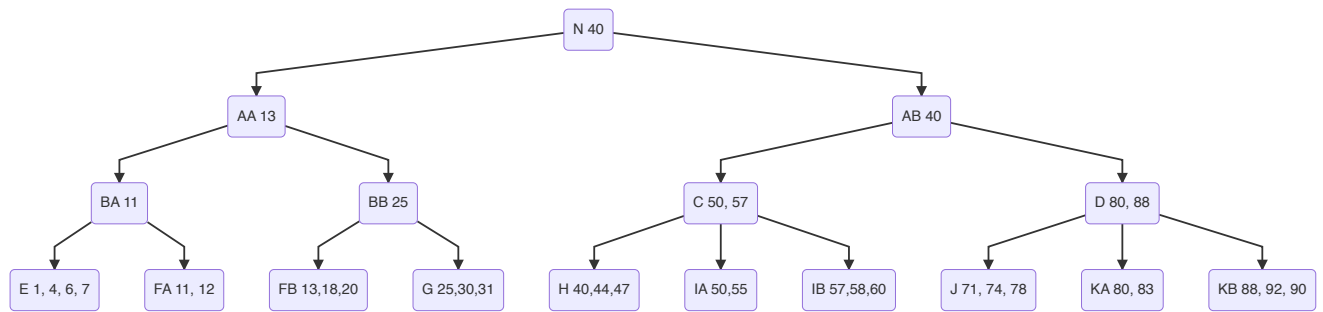 N 40
AA 13
AB 40
BA 11
BB 25
C 50, 57
D 80, 88
E 1, 4, 6, 7
FA 11, 12
FB 13,18,20
G 25,30,31
H 40,44,47
IA 50,55
IB 57,58,60
J 71, 74, 78
KA 80, 83
KB 88, 92, 90